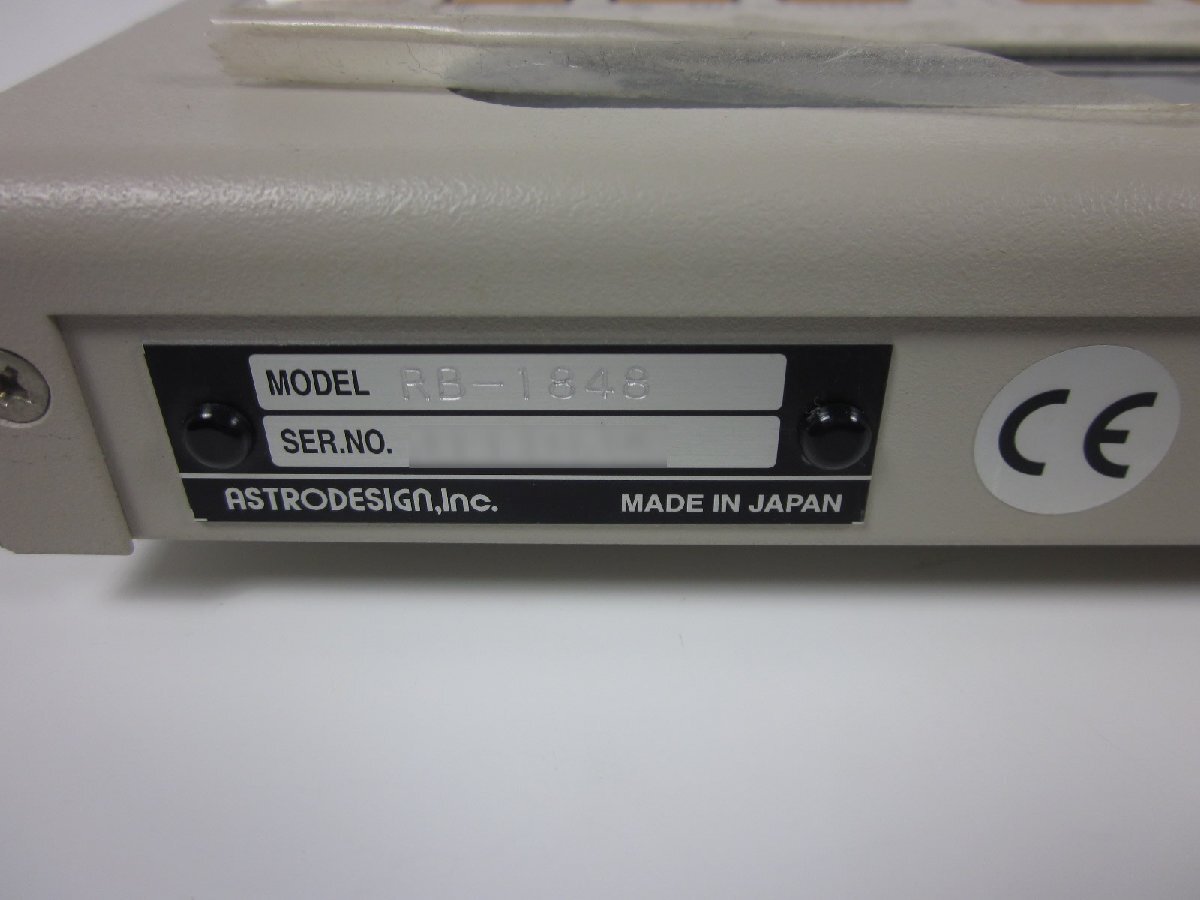 MODEL RB-1848
SER.NO.
ASTRODESIGN,Inc. MADE IN JAPAN
CE